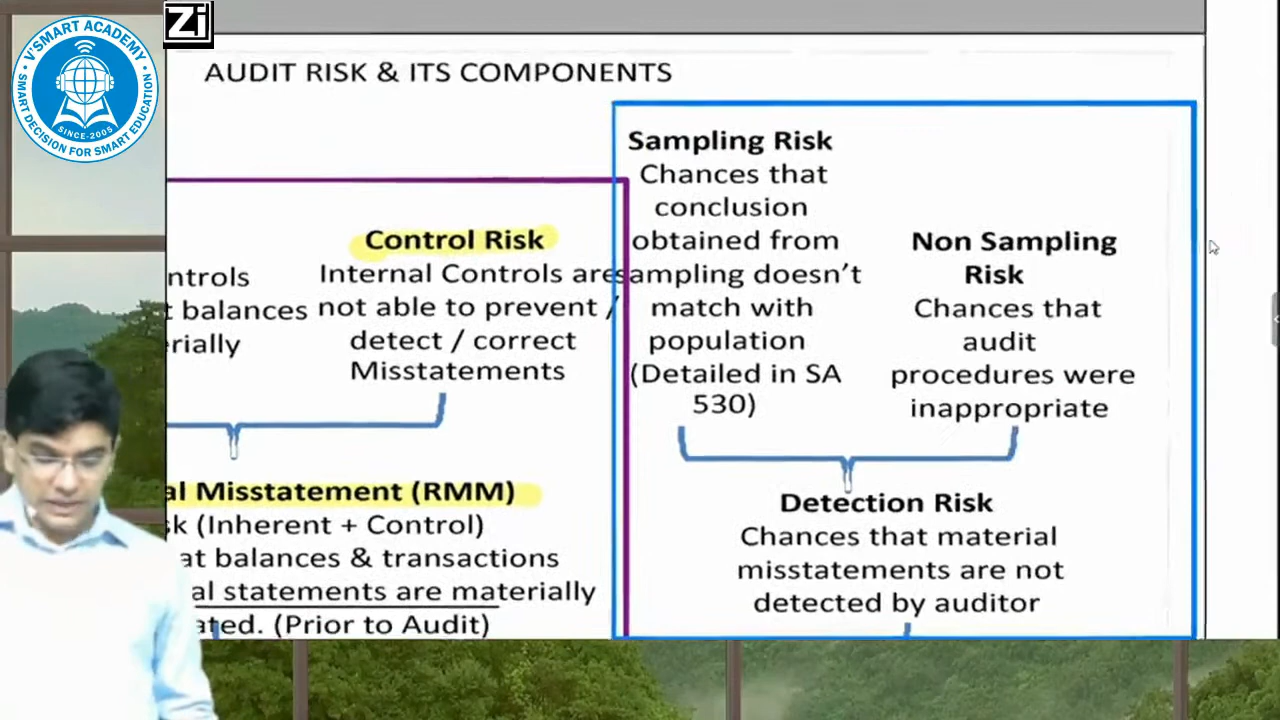 V'SMART ACADEMY
SINCE-2005
SMART DECISION FOR SMART EDUCATION
Zj
AUDIT RISK & ITS COMPONENTS
Sampling Risk
Chances that
conclusion
obtained from
sampling doesn't
match with
population
(Detailed in SA
530)
Non Sampling
Risk
Chances that
audit
procedures were
inappropriate
Control Risk
Internal Controls are
not able to prevent /
detect / correct
Misstatements
ntrols
t balances
rially
al Misstatement (RMM)
sk (Inherent + Control)
at balances & transactions
al statements are materially
ated. (Prior to Audit)
Detection Risk
Chances that material
misstatements are not
detected by auditor